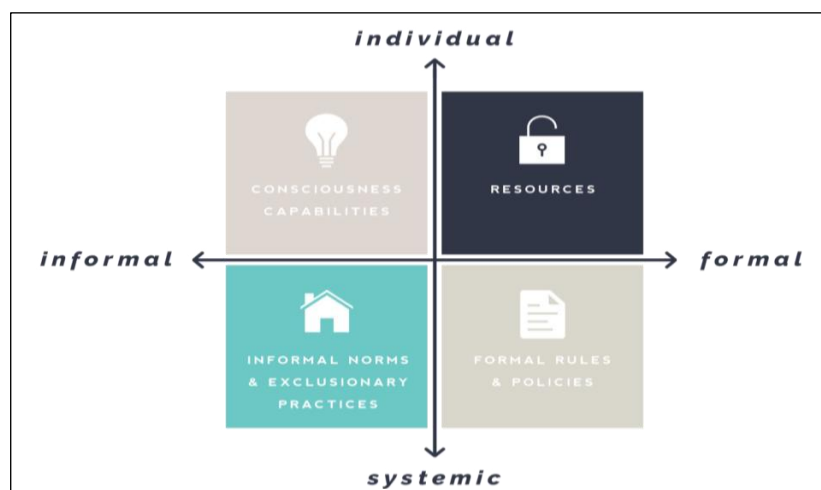 individual
CONSCIOUSNESS
CAPABILITIES
RESOURCES
informal
formal
INFORMAL NORMS
& EXCLUSIONARY
PRACTICES
FORMAL RULES
& POLICIES
systemic